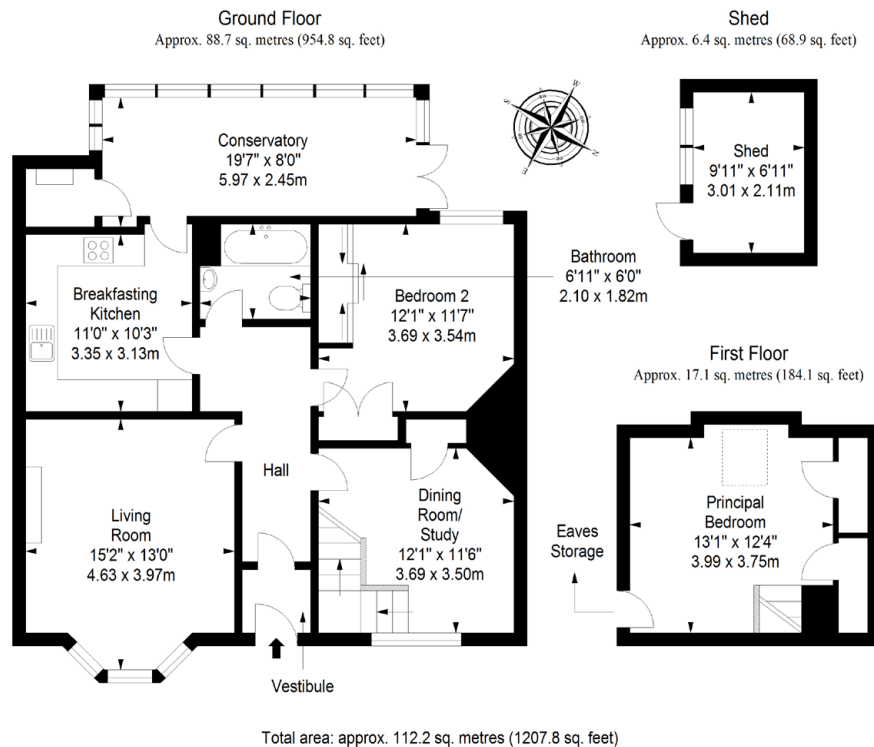 Ground Floor
Approx. 88.7 sq. metres (954.8 sq. feet)
Shed
Approx. 6.4 sq. metres (68.9 sq. feet)
Conservatory
19'7" x 8'0"
5.97 x 2.45m
S
W
N
E
Shed
9'11" x 6'11"
3.01 x 2.11m
Breakfasting
Kitchen
11'0" x 10'3"
3.35 x 3.13m
Bedroom 2
12'1" x 11'7"
3.69 x 3.54m
Bathroom
6'11" x 6'0"
2.10 x 1.82m
First Floor
Approx. 17.1 sq. metres (184.1 sq. feet)
Hall
Living
Room
15'2" x 13'0"
4.63 x 3.97m
Dining
Room/
Study
12'1" x 11'6"
3.69 x 3.50m
Eaves
Storage
Principal
Bedroom
13'1" x 12'4"
3.99 x 3.75m
Vestibule
Total area: approx. 112.2 sq. metres (1207.8 sq. feet)